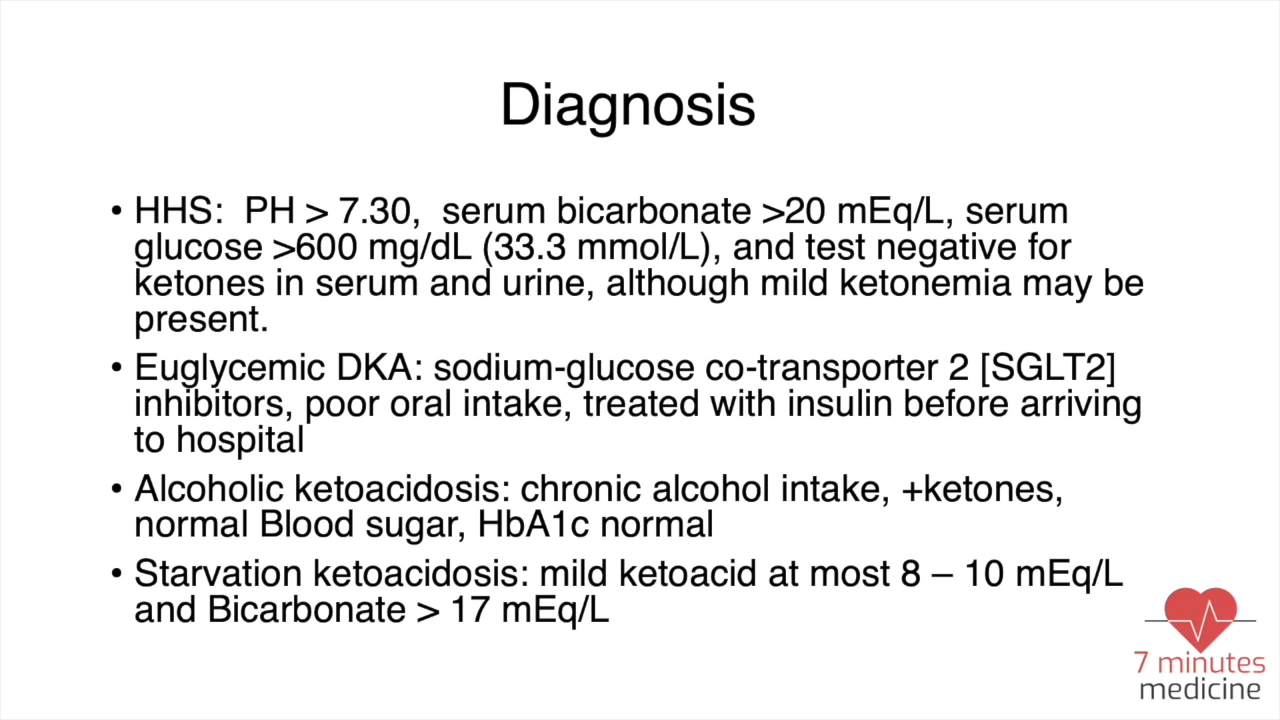 Diagnosis
• HHS:  PH > 7.30,  serum bicarbonate >20 mEq/L, serum
glucose >600 mg/dL (33.3 mmol/L), and test negative for
ketones in serum and urine, although mild ketonemia may be
present.
• Euglycemic DKA: sodium-glucose co-transporter 2 [SGLT2]
inhibitors, poor oral intake, treated with insulin before arriving
to hospital
• Alcoholic ketoacidosis: chronic alcohol intake, +ketones,
normal Blood sugar, HbA1c normal
• Starvation ketoacidosis: mild ketoacid at most 8 – 10 mEq/L
and Bicarbonate > 17 mEq/L
7 minutes
medicine